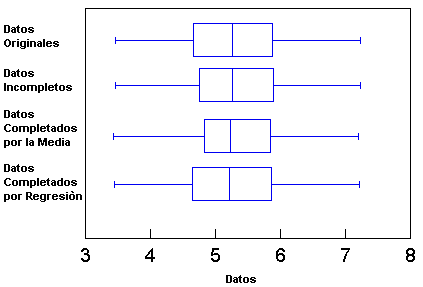 Datos
Originales
Datos
Incompletos
Datos
Completados
por la Media
Datos
Completados
por Regresiòn
3 4 5 6 7 8
Datos